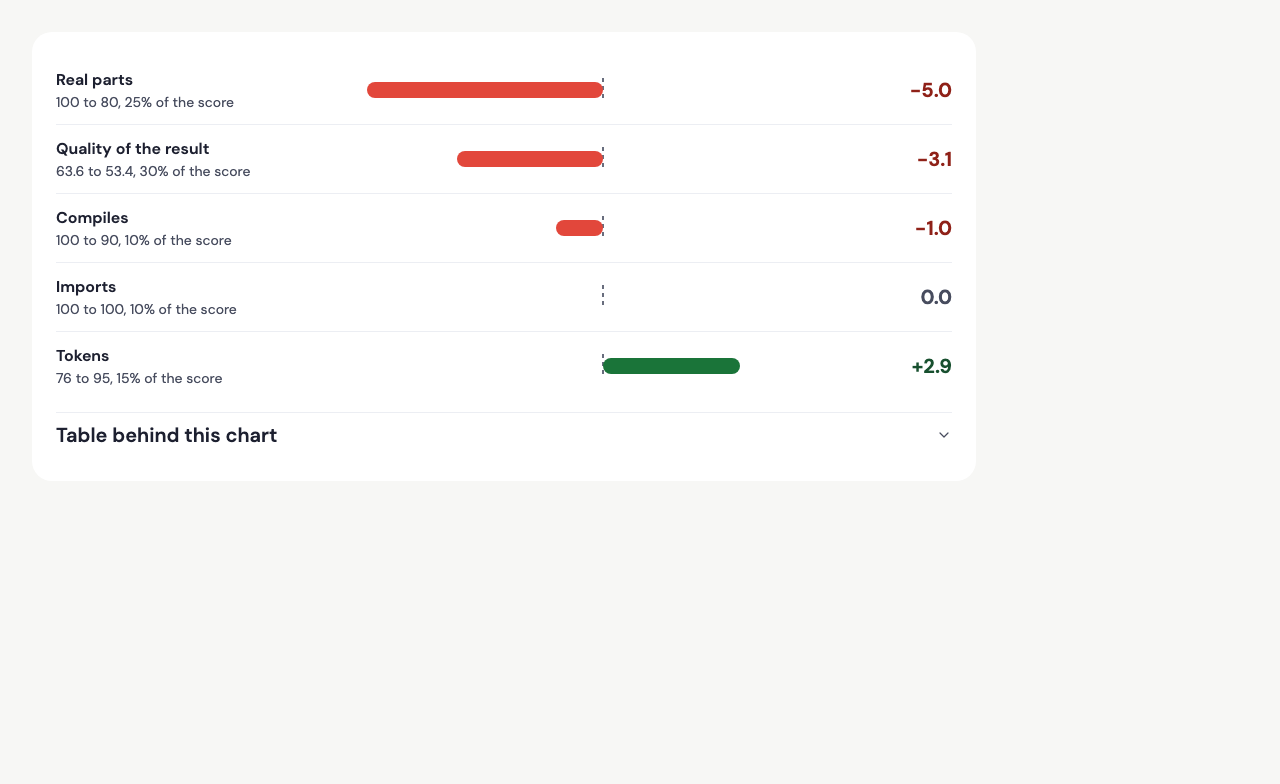 Real parts
100 to 80, 25% of the score
−5.0
Quality of the result
63.6 to 53.4, 30% of the score
−3.1
Compiles
100 to 90, 10% of the score
−1.0
Imports
100 to 100, 10% of the score
0.0
Tokens
76 to 95, 15% of the score
+2.9
Table behind this chart